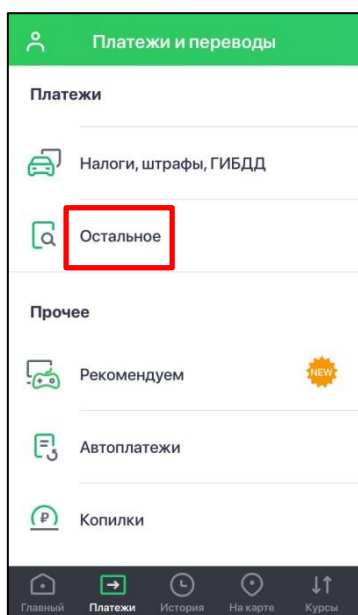 Платежи и переводы
Платежи
Налоги, штрафы, ГИБДД
Остальное
Прочее
Рекомендуем
NEW
Автоплатежи
₽
Копилки
Главный Платежи История На карте Курсы